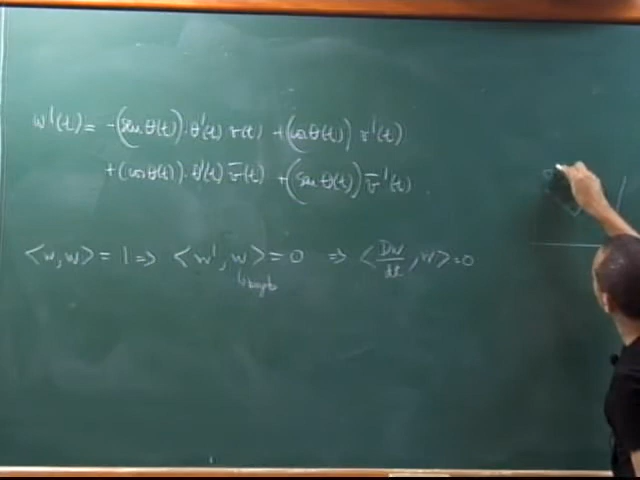 w'(t) = -(sen θ(t))·θ'(t) v(t) + (cos θ(t)) v'(t)
+ (cos θ(t))·θ'(t) v̄(t) + (sen θ(t)) v̄'(t)
<w, w> = 1 ⇒ <w', w> = 0 ⇒ <Dw/dt, w> = 0